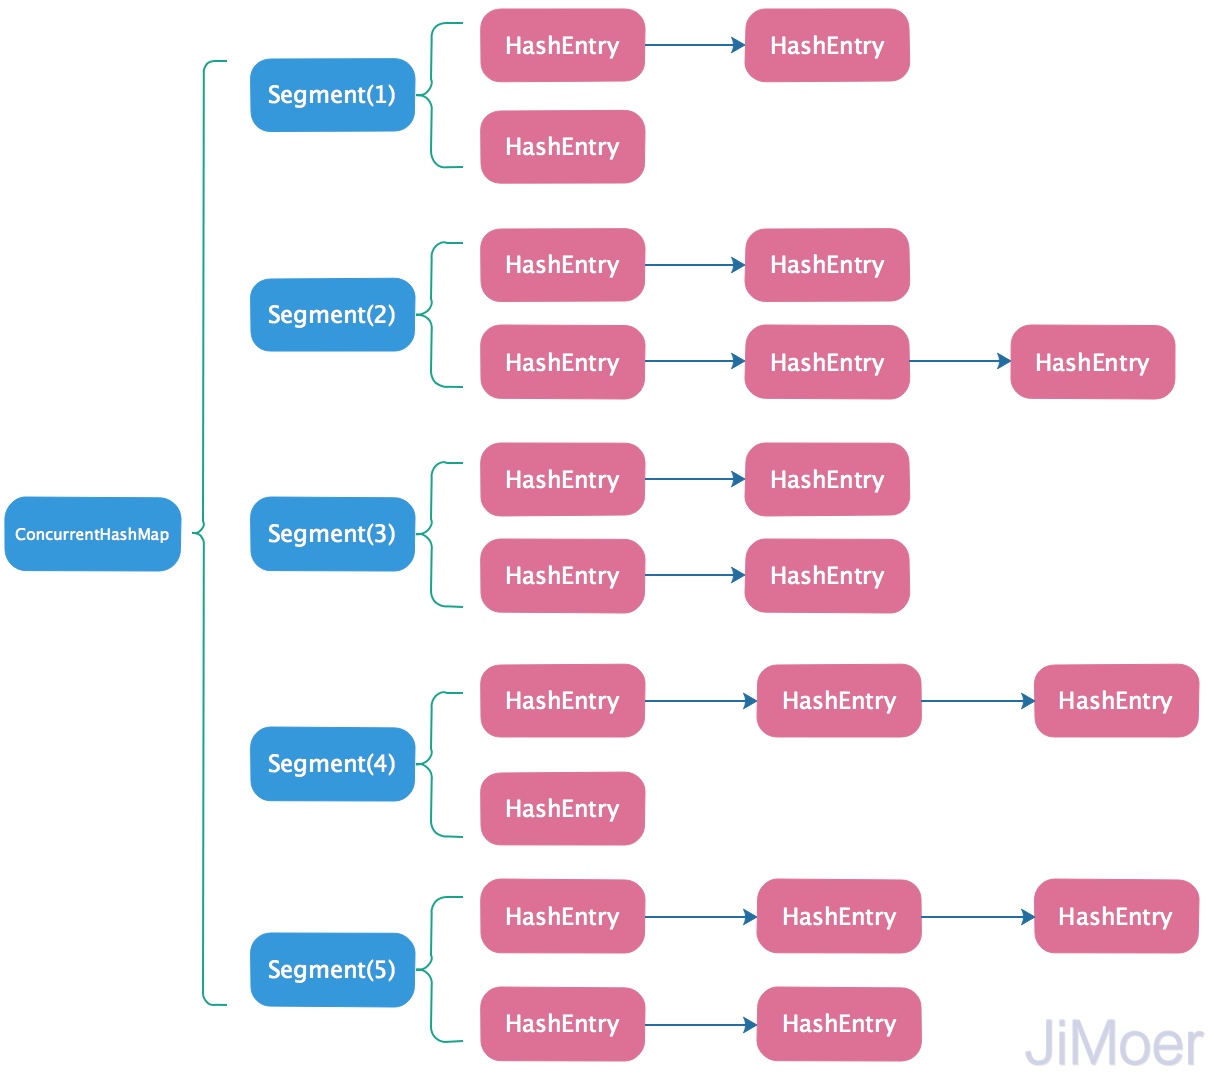 HashEntry HashEntry
Segment(1)
HashEntry
HashEntry HashEntry
Segment(2)
HashEntry HashEntry HashEntry
HashEntry HashEntry
ConcurrentHashMap Segment(3)
HashEntry HashEntry
HashEntry HashEntry HashEntry
Segment(4)
HashEntry
HashEntry HashEntry HashEntry
Segment(5)
HashEntry HashEntry
JiMoer